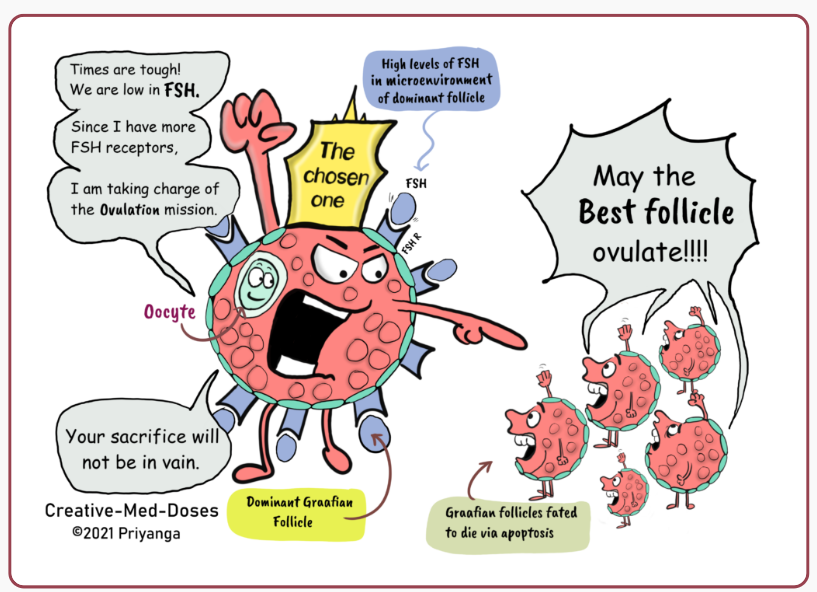 Times are tough!
We are low in FSH.
Since I have more
FSH receptors,
I am taking charge of
the Ovulation mission.
High levels of FSH
in microenvironment
of dominant follicle
The
chosen
one
FSH
FSH R
May the
Best follicle
ovulate!!!!
Oocyte
Your sacrifice will
not be in vain.
Dominant Graafian
Follicle
Graafian follicles fated
to die via apoptosis
Creative-Med-Doses
©2021 Priyanga